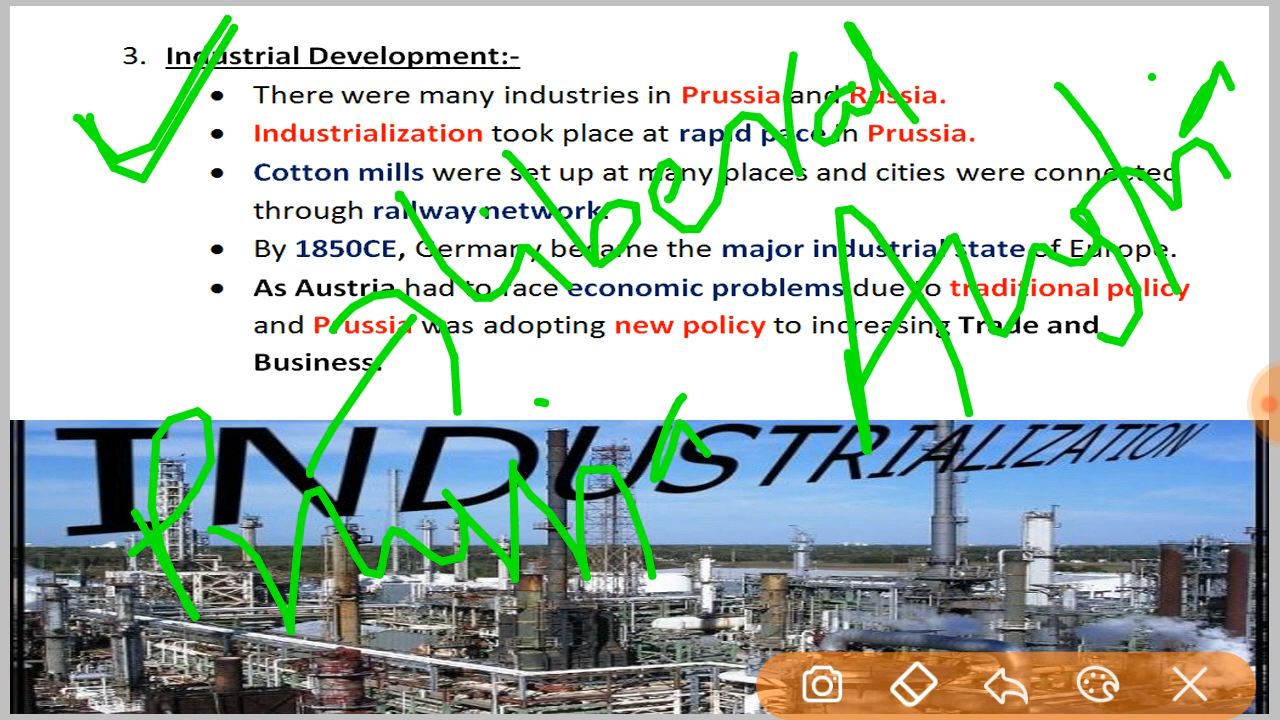 3. Industrial Development:-
• There were many industries in Prussia and Russia.
• Industrialization took place at rapid pace in Prussia.
• Cotton mills were set up at many places and cities were connected
through railway network.
• By 1850CE, Germany became the major industrial state of Europe.
• As Austria had to face economic problems due to traditional policy
and Prussia was adopting new policy to increasing Trade and
Business.
INDUSTRIALIZATION